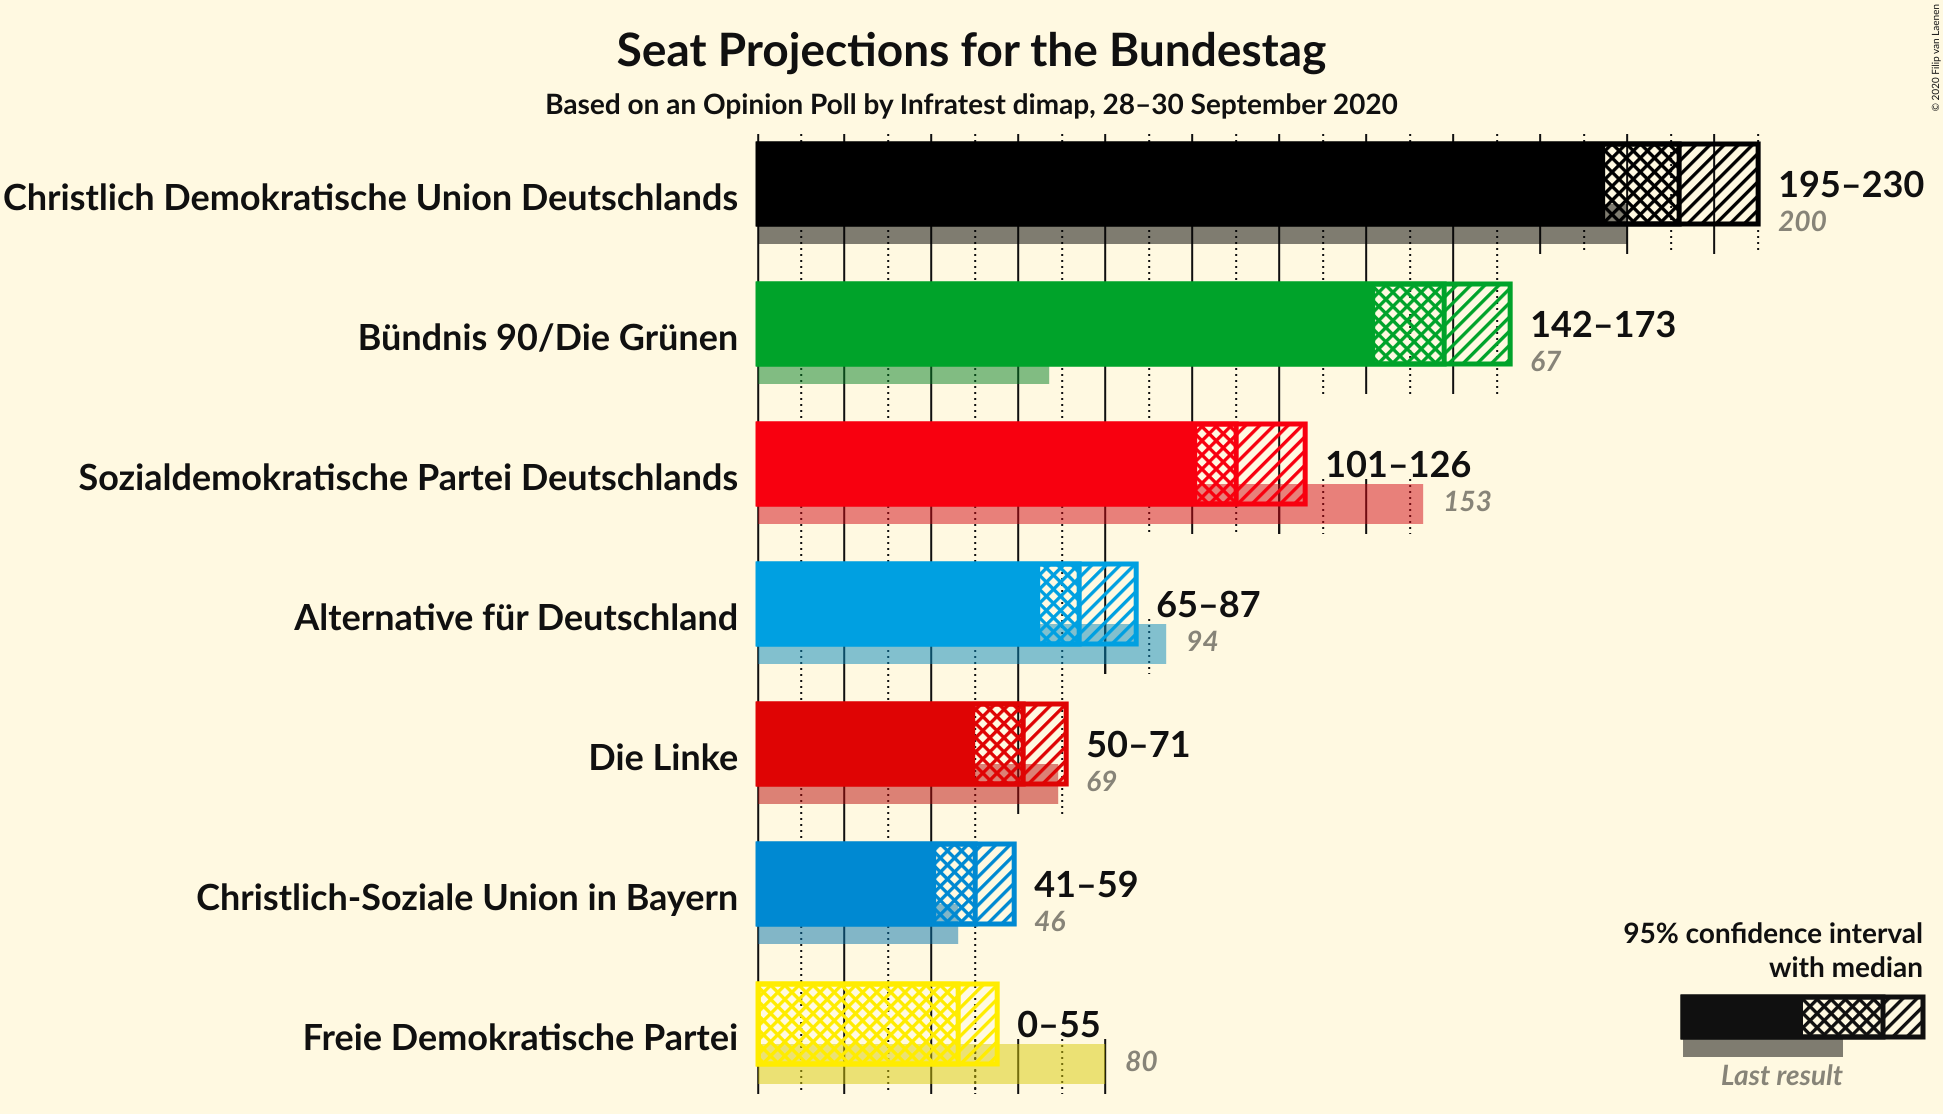 Seat Projections for the Bundestag
Based on an Opinion Poll by Infratest dimap, 28–30 September 2020
© 2020 Filip van Laenen
Christlich Demokratische Union Deutschlands
195–230
200
Bündnis 90/Die Grünen
142–173
67
Sozialdemokratische Partei Deutschlands
101–126
153
Alternative für Deutschland
65–87
94
Die Linke
50–71
69
Christlich-Soziale Union in Bayern
41–59
46
Freie Demokratische Partei
0–55
80
95% confidence interval
with median
Last result